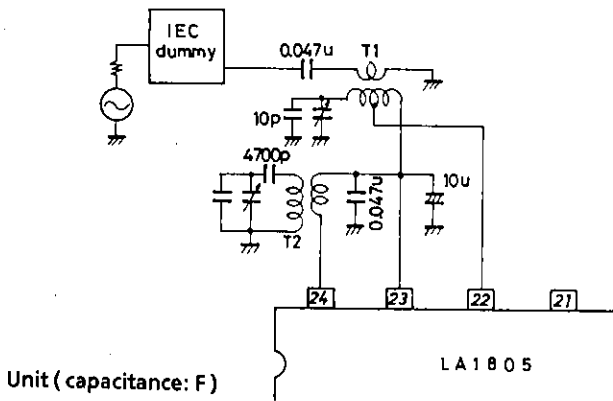 IEC
dummy
0.047u
T1
10p
4700p
T2
0.047u
10u
24
23
22
21
LA1805
Unit ( capacitance: F )